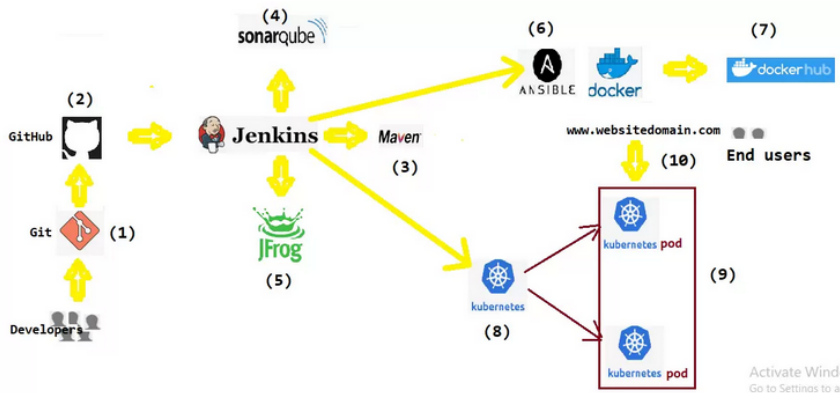 (4)
sonarqube
(6)
(7)
ANSIBLE
docker
dockerhub
(2)
GitHub
Jenkins
Maven
(3)
www.websitedomain.com
End users
(10)
Git
(1)
JFrog
(5)
kubernetes pod
kubernetes
(8)
(9)
Developers
kubernetes pod
Activate Wind
Go to Settings to a